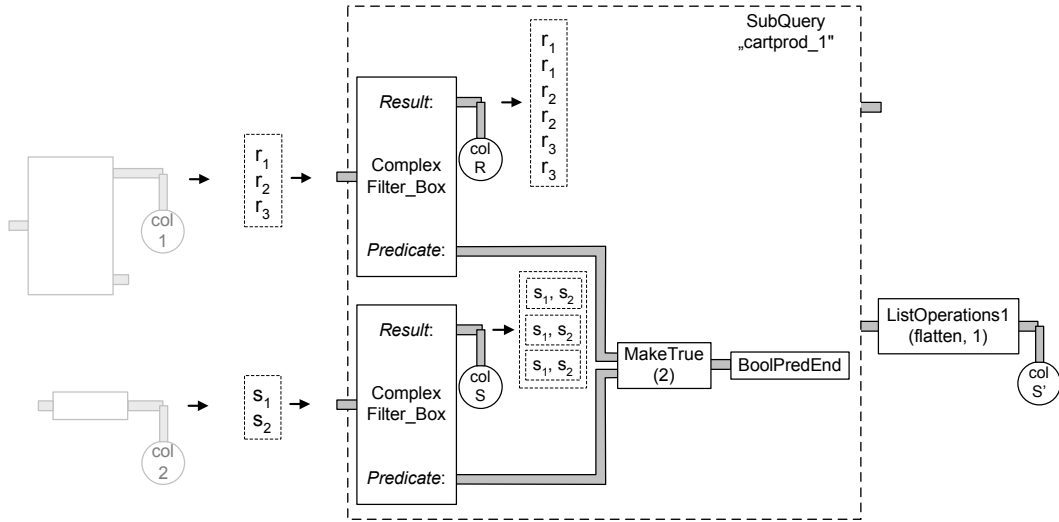 SubQuery
„cartprod_1"
r1
r1
r2
r2
r3
r3
Result:
col
R
Complex
Filter_Box
Predicate:
r1
r2
r3
col
1
s1, s2
s1, s2
s1, s2
Result:
col
S
Complex
Filter_Box
Predicate:
s1
s2
col
2
MakeTrue
(2)
BoolPredEnd
ListOperations1
(flatten, 1)
col
S'